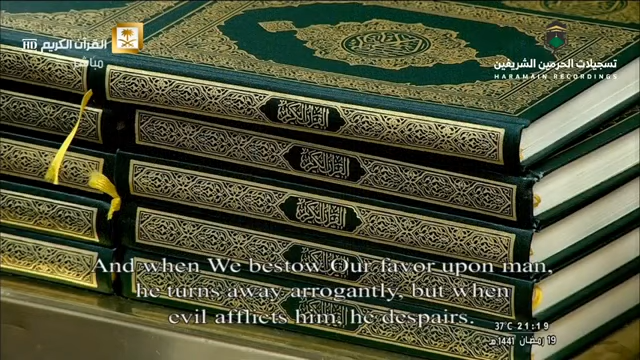 القرآن الكريم HD
مباشر
تسجيلات الحرمين الشريفين
HARAMAIN RECORDINGS
القرآن الكريم
القرآن الكريم
القرآن الكريم
And when We bestow Our favor upon man,
he turns away arrogantly, but when
evil afflicts him, he despairs.
37°C 21:19
19 رمضان 1441هـ